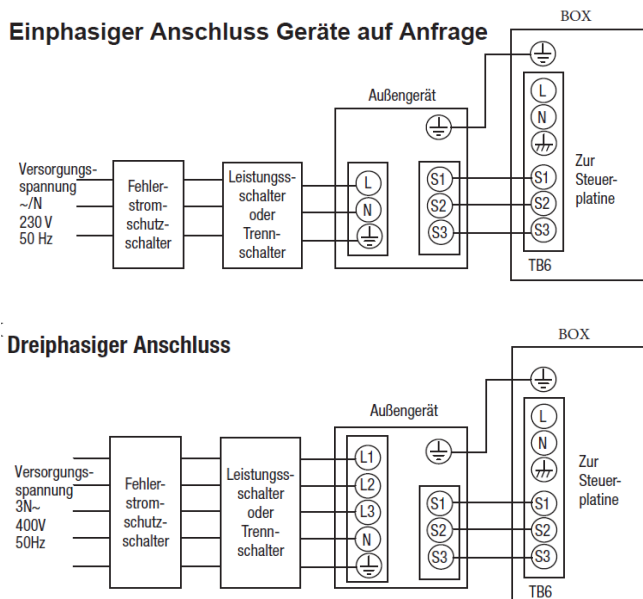 Einphasiger Anschluss Geräte auf Anfrage
BOX
Außengerät
Versorgungs-
spannung
~/N
230 V
50 Hz
Fehler-
strom-
schutz-
schalter
Leistungss-
schalter
oder
Trenn-
schalter
L
N
S1
S2
S3
L
N
S1
S2
S3
Zur
Steuer-
platine
TB6
Dreiphasiger Anschluss
BOX
Außengerät
Versorgungs-
spannung
3N~
400V
50Hz
Fehler-
strom-
schutz-
schalter
Leistungss-
schalter
oder
Trenn-
schalter
L1
L2
L3
N
S1
S2
S3
L
N
S1
S2
S3
Zur
Steuer-
platine
TB6